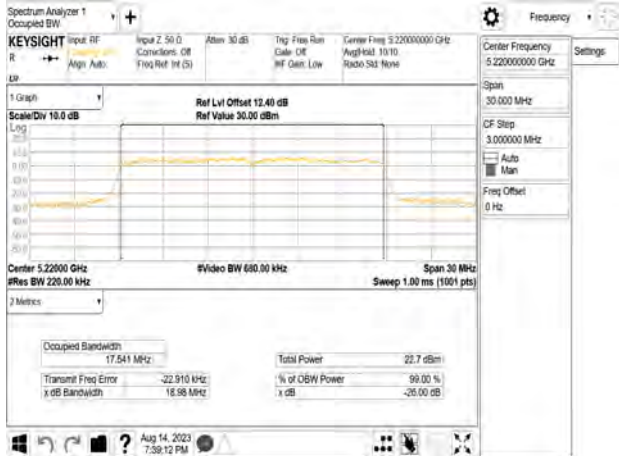 Spectrum Analyzer 1
Occupied BW
+
Frequency
KEYSIGHT Input: RF
R
Align: Auto
Input Z: 50 Ω
Corrections: Off
Freq Ref: Int (S)
Atten: 30 dB
Trig: Free Run
Gate: Off
#IF Gain: Low
Center Freq: 5.220000000 GHz
Avg|Hold: 10/10
Radio Std: None
Center Frequency
5.220000000 GHz
Settings
Span
30.000 MHz
CF Step
3.000000 MHz
Auto
Man
Freq Offset
0 Hz
1 Graph
Scale/Div 10.0 dB
Ref Lvl Offset 12.40 dB
Ref Value 30.00 dBm
Log
Center 5.22000 GHz
#Res BW 220.00 kHz
#Video BW 680.00 kHz
Span 30 MHz
Sweep 1.00 ms (1001 pts)
2 Metrics
Occupied Bandwidth
17.541 MHz
Total Power 22.7 dBm
Transmit Freq Error -22.910 kHz
% of OBW Power 99.00 %
x dB Bandwidth 18.98 MHz
x dB -26.00 dB
?
Aug 14, 2023
7:39:12 PM